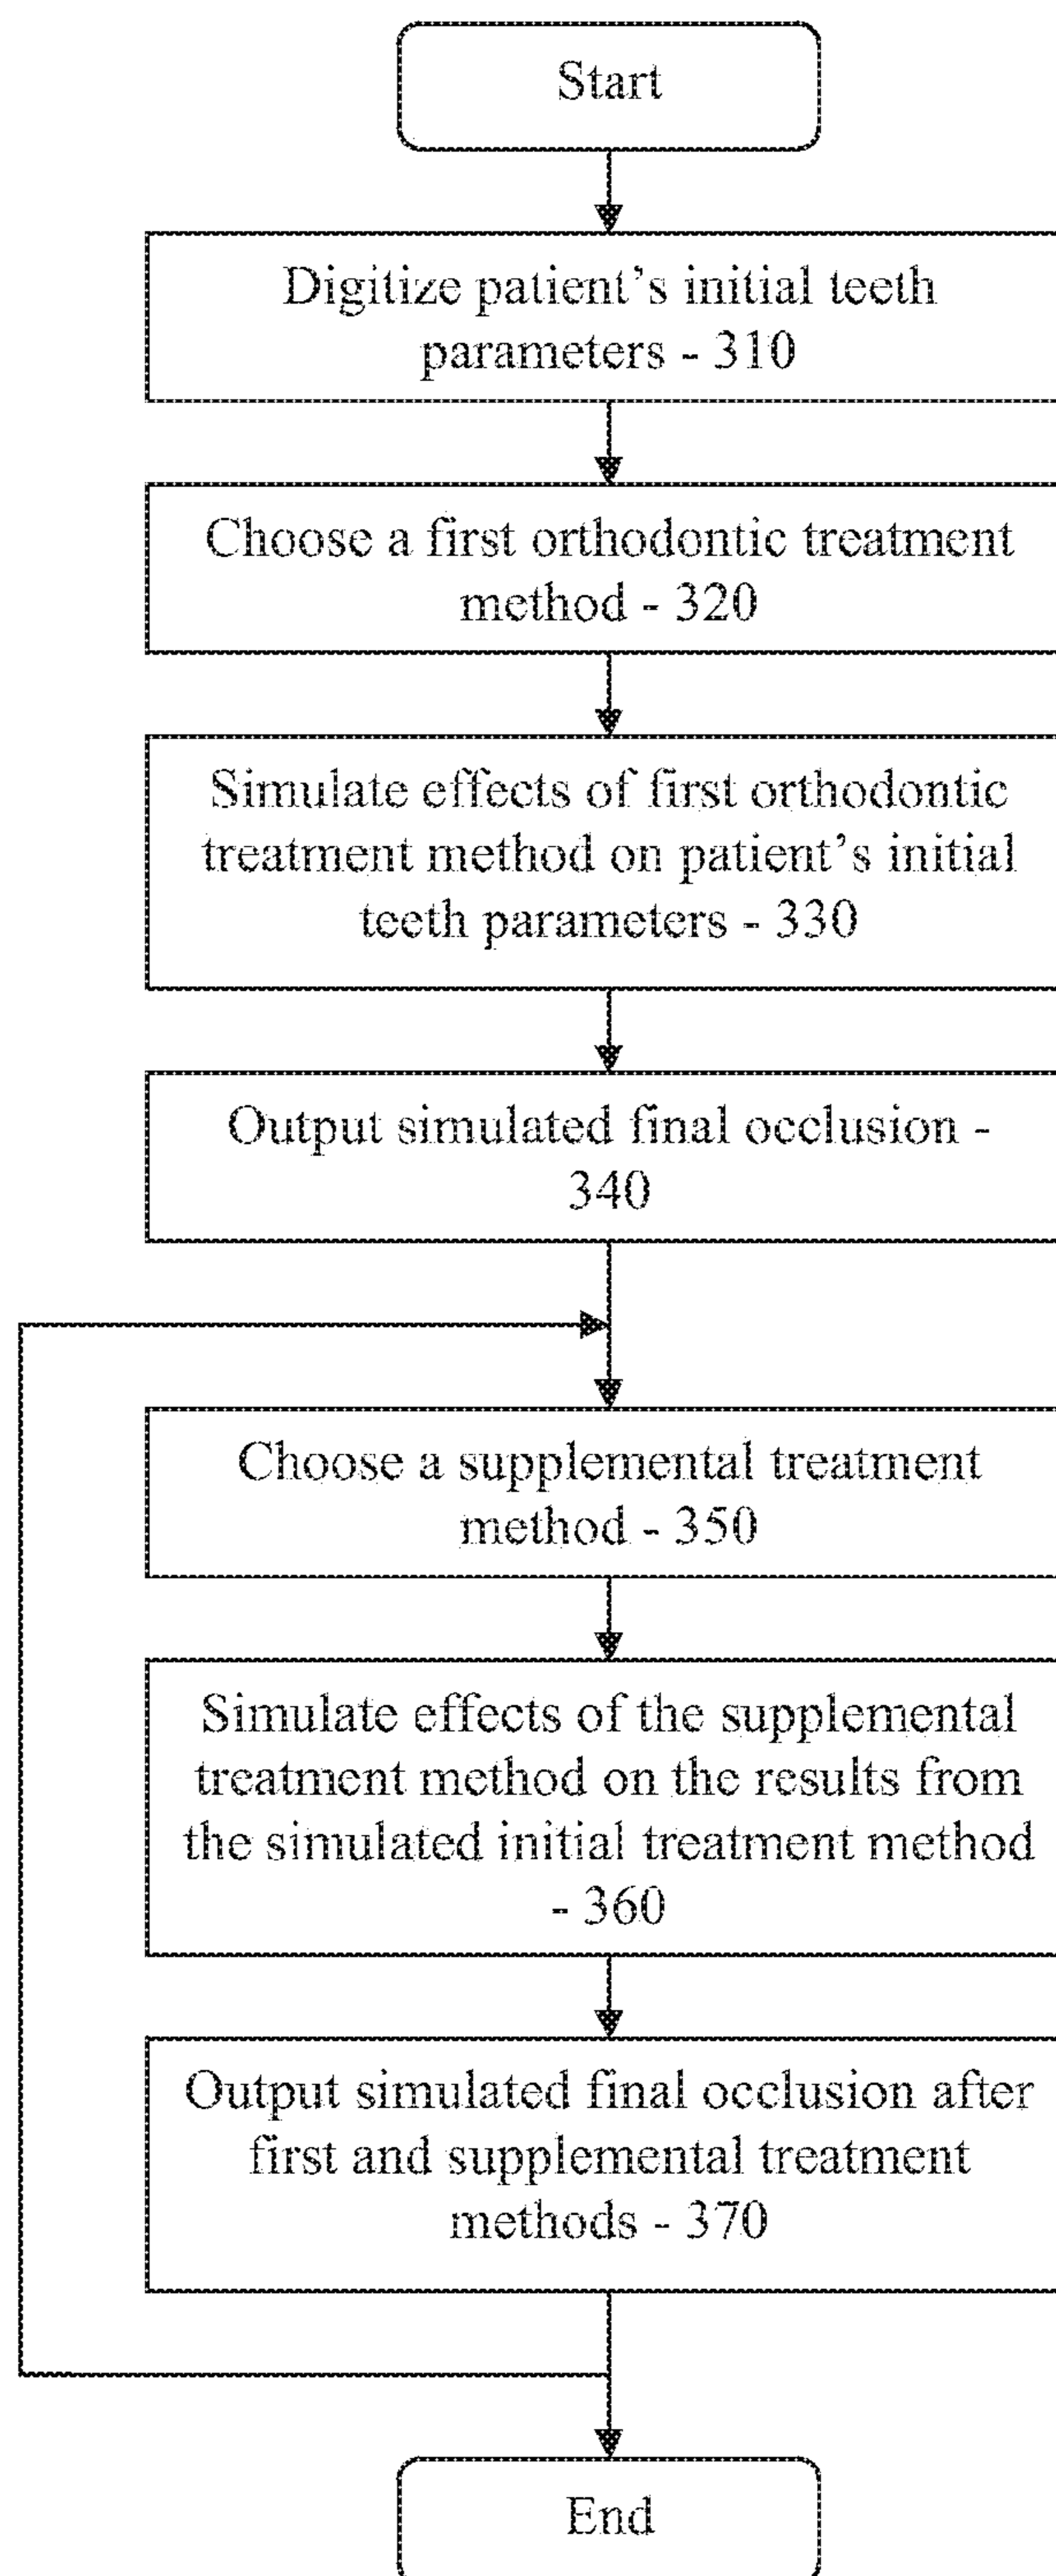 Start
Digitize patient's initial teeth
parameters - 310
Choose a first orthodontic treatment
method - 320
Simulate effects of first orthodontic
treatment method on patient's initial
teeth parameters - 330
Output simulated final occlusion -
340
Choose a supplemental treatment
method - 350
Simulate effects of the supplemental
treatment method on the results from
the simulated initial treatment method
- 360
Output simulated final occlusion after
first and supplemental treatment
methods - 370
End